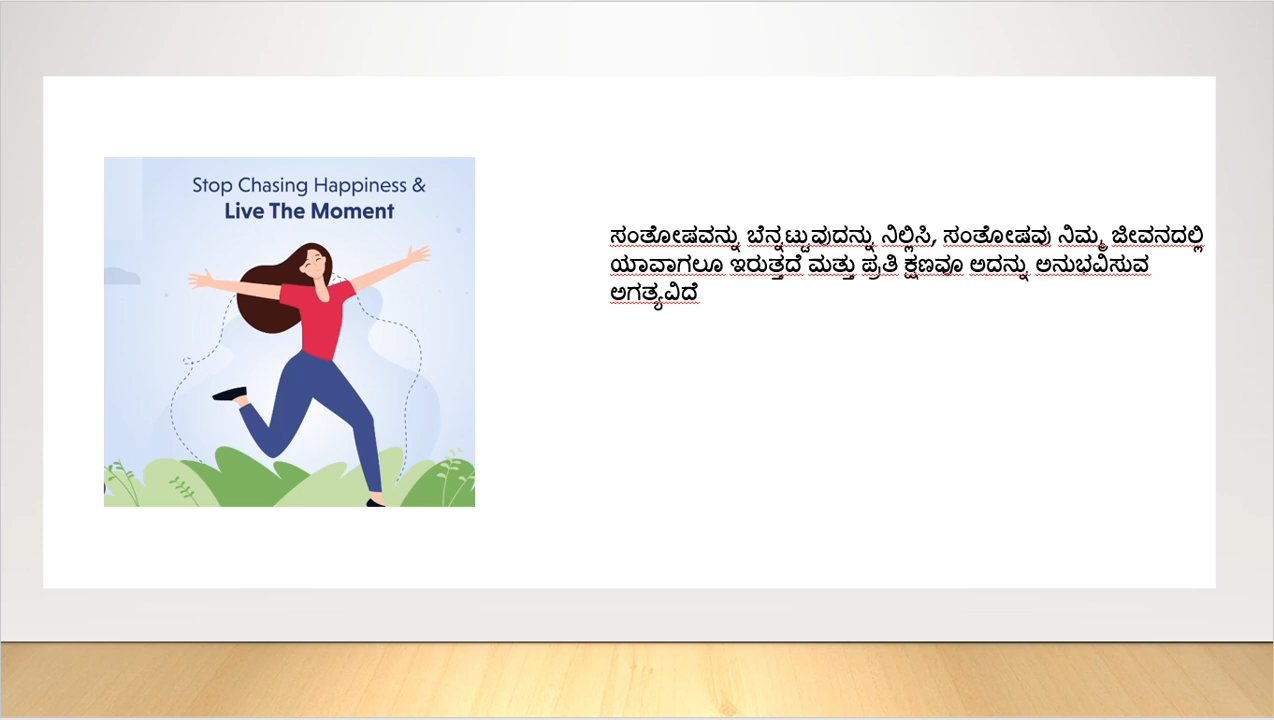 Stop Chasing Happiness &
Live The Moment
ಸಂತೋಷವನ್ನು ಬೆನ್ನಟ್ಟುವುದನ್ನು ನಿಲ್ಲಿಸಿ, ಸಂತೋಷವು ನಿಮ್ಮ ಜೀವನದಲ್ಲಿ
ಯಾವಾಗಲೂ ಇರುತ್ತದೆ ಮತ್ತು ಪ್ರತಿ ಕ್ಷಣವೂ ಅದನ್ನು ಅನುಭವಿಸುವ
ಅಗತ್ಯವಿದೆ